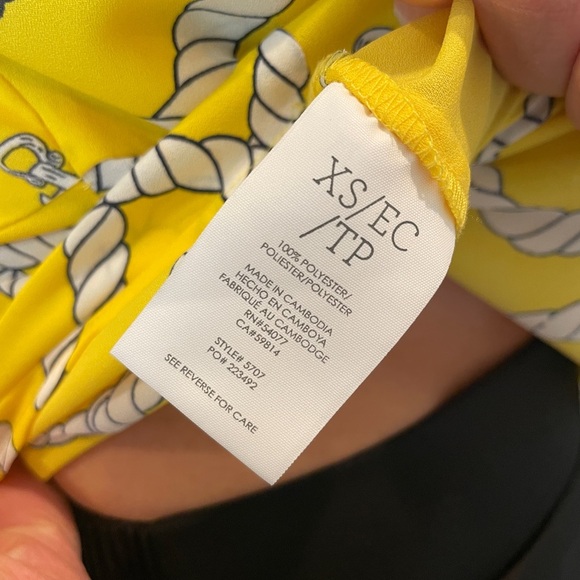 XS/EC
/TP
100% POLYESTER/
POLIESTER/POLYESTER
MADE IN CAMBODIA
HECHO EN CAMBOYA
FABRIQUÉ AU CAMBODGE
RN#54077
CA#59814
STYLE# 5707
PO# 223492
SEE REVERSE FOR CARE